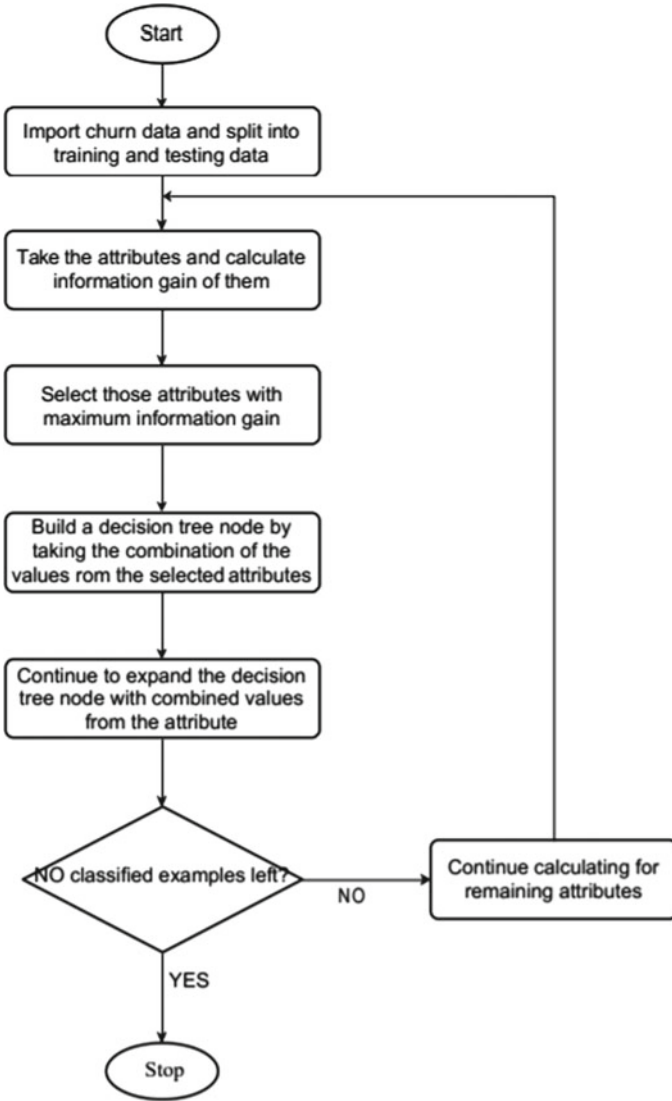 Start
Import churn data and split into
training and testing data
Take the attributes and calculate
information gain of them
Select those attributes with
maximum information gain
Build a decision tree node by
taking the combination of the
values rom the selected attributes
Continue to expand the decision
tree node with combined values
from the attribute
NO classified examples left?
NO
Continue calculating for
remaining attributes
YES
Stop